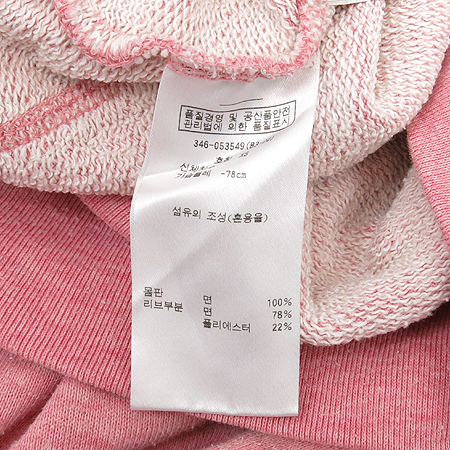 품질경영 및 공산품안전
관리법에 의한 품질표시
346-053549(83-
-78cm
섬유의 조성(혼용율)
몸판 면 100%
리브부분 면 78%
폴리에스터 22%